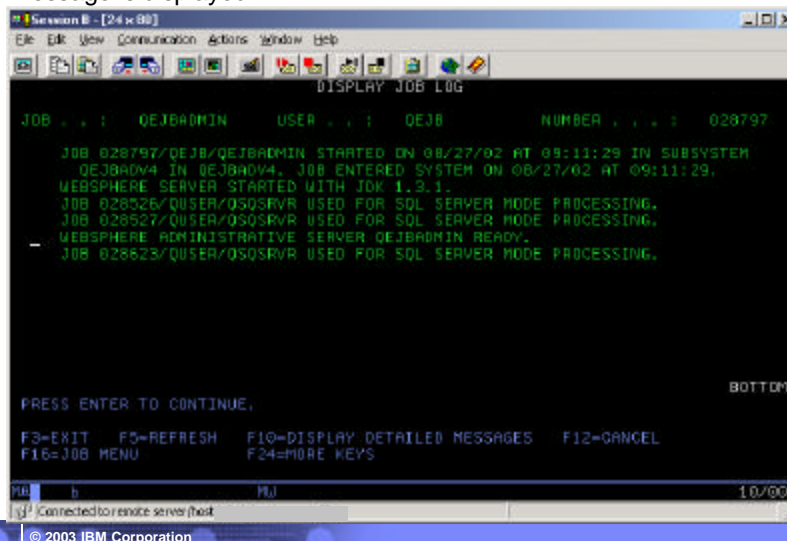 Session B - [24 x 80]
File Edit View Communication Actions Window Help
DISPLAY JOB LOG
JOB . . : QEJBADMIN USER . . : QEJB NUMBER . . . : 028797
JOB 028797/QEJB/QEJBADMIN STARTED ON 08/27/02 AT 09:11:29 IN SUBSYSTEM
QEJBADV4 IN QEJBADV4. JOB ENTERED SYSTEM ON 08/27/02 AT 09:11:29.
WEBSPHERE SERVER STARTED WITH JDK 1.3.1.
JOB 028526/QUSER/QSQSRVR USED FOR SQL SERVER MODE PROCESSING.
JOB 028527/QUSER/QSQSRVR USED FOR SQL SERVER MODE PROCESSING.
WEBSPHERE ADMINISTRATIVE SERVER QEJBADMIN READY.
JOB 028623/QUSER/QSQSRVR USED FOR SQL SERVER MODE PROCESSING.
BOTTOM
PRESS ENTER TO CONTINUE.
F3=EXIT F5=REFRESH F10=DISPLAY DETAILED MESSAGES F12=CANCEL
F16=JOB MENU F24=MORE KEYS
b MW
Connected to remote server/host
© 2003 IBM Corporation